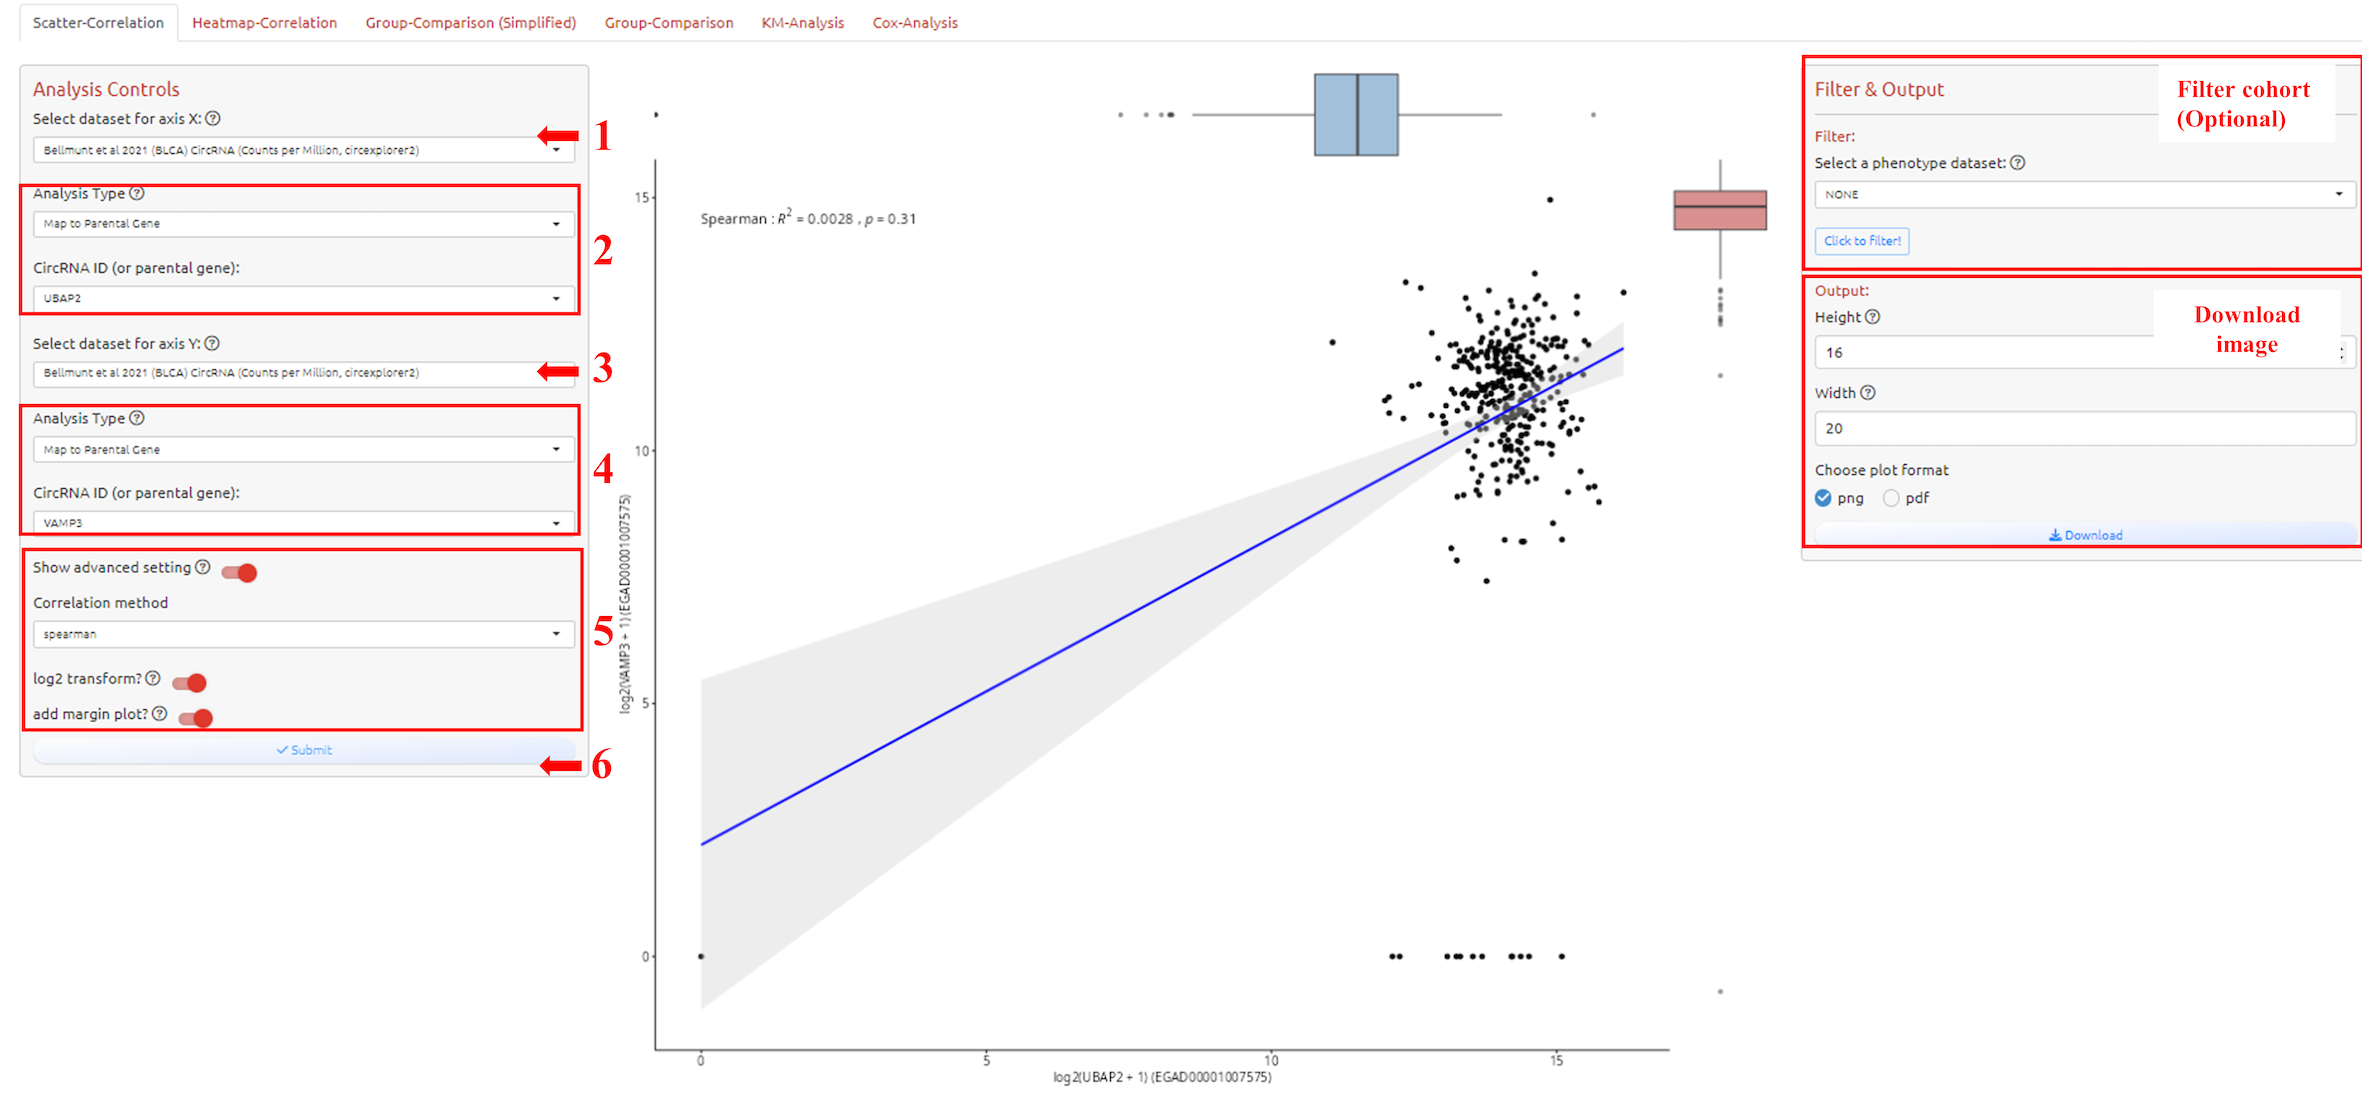 Scatter-Correlation Heatmap-Correlation Group-Comparison (Simplified) Group-Comparison KM-Analysis Cox-Analysis
Analysis Controls
Select dataset for axis X:
Bellmunt et al 2021 (BLCA) CircRNA (Counts per Million, circexplorer2)
1
Analysis Type
Map to Parental Gene
2
CircRNA ID (or parental gene):
UBAP2
Select dataset for axis Y:
Bellmunt et al 2021 (BLCA) CircRNA (Counts per Million, circexplorer2)
3
Analysis Type
Map to Parental Gene
4
CircRNA ID (or parental gene):
VAMP3
Show advanced setting
Correlation method
spearman
5
log2 transform?
add margin plot?
Submit
6
Spearman : R² = 0.0028 , p = 0.31
15
10
5
0
log2(VAMP3 + 1) (EGAD00001007575)
0 5 10 15
log2(UBAP2 + 1) (EGAD00001007575)
Filter & Output
Filter cohort
(Optional)
Filter:
Select a phenotype dataset:
NONE
Click to filter!
Output:
Height
16
Download
image
Width
20
Choose plot format
png pdf
Download